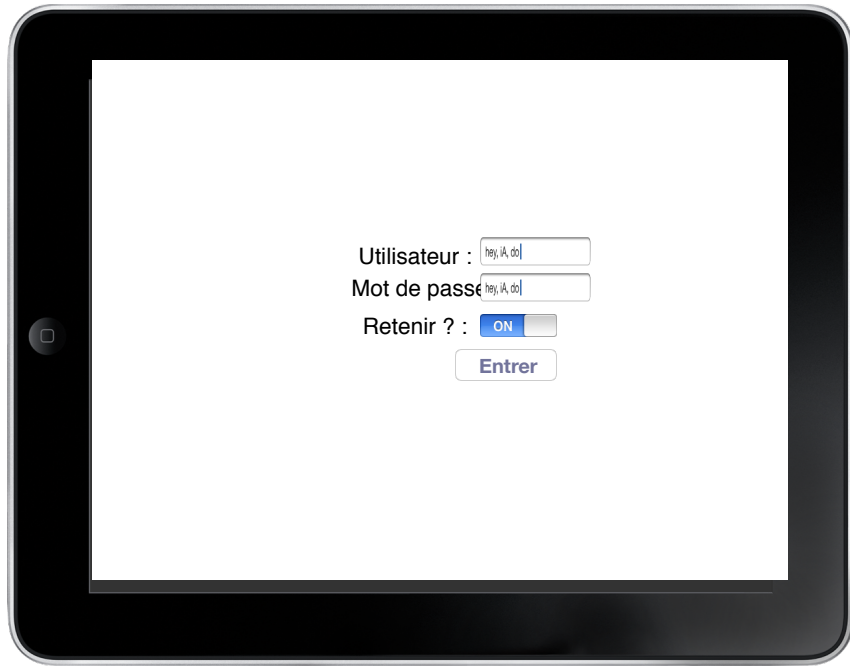 Utilisateur : hey, iA, do
Mot de passe hey, iA, do
Retenir ? : ON
Entrer